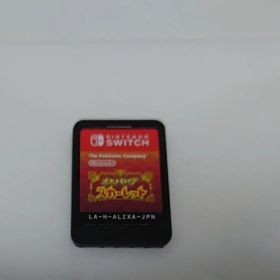 NINTENDO
SWITCH
The Pokémon Company
Nintendo
ポケットモンスター
スカーレット
LA-H-ALZXA-JPN